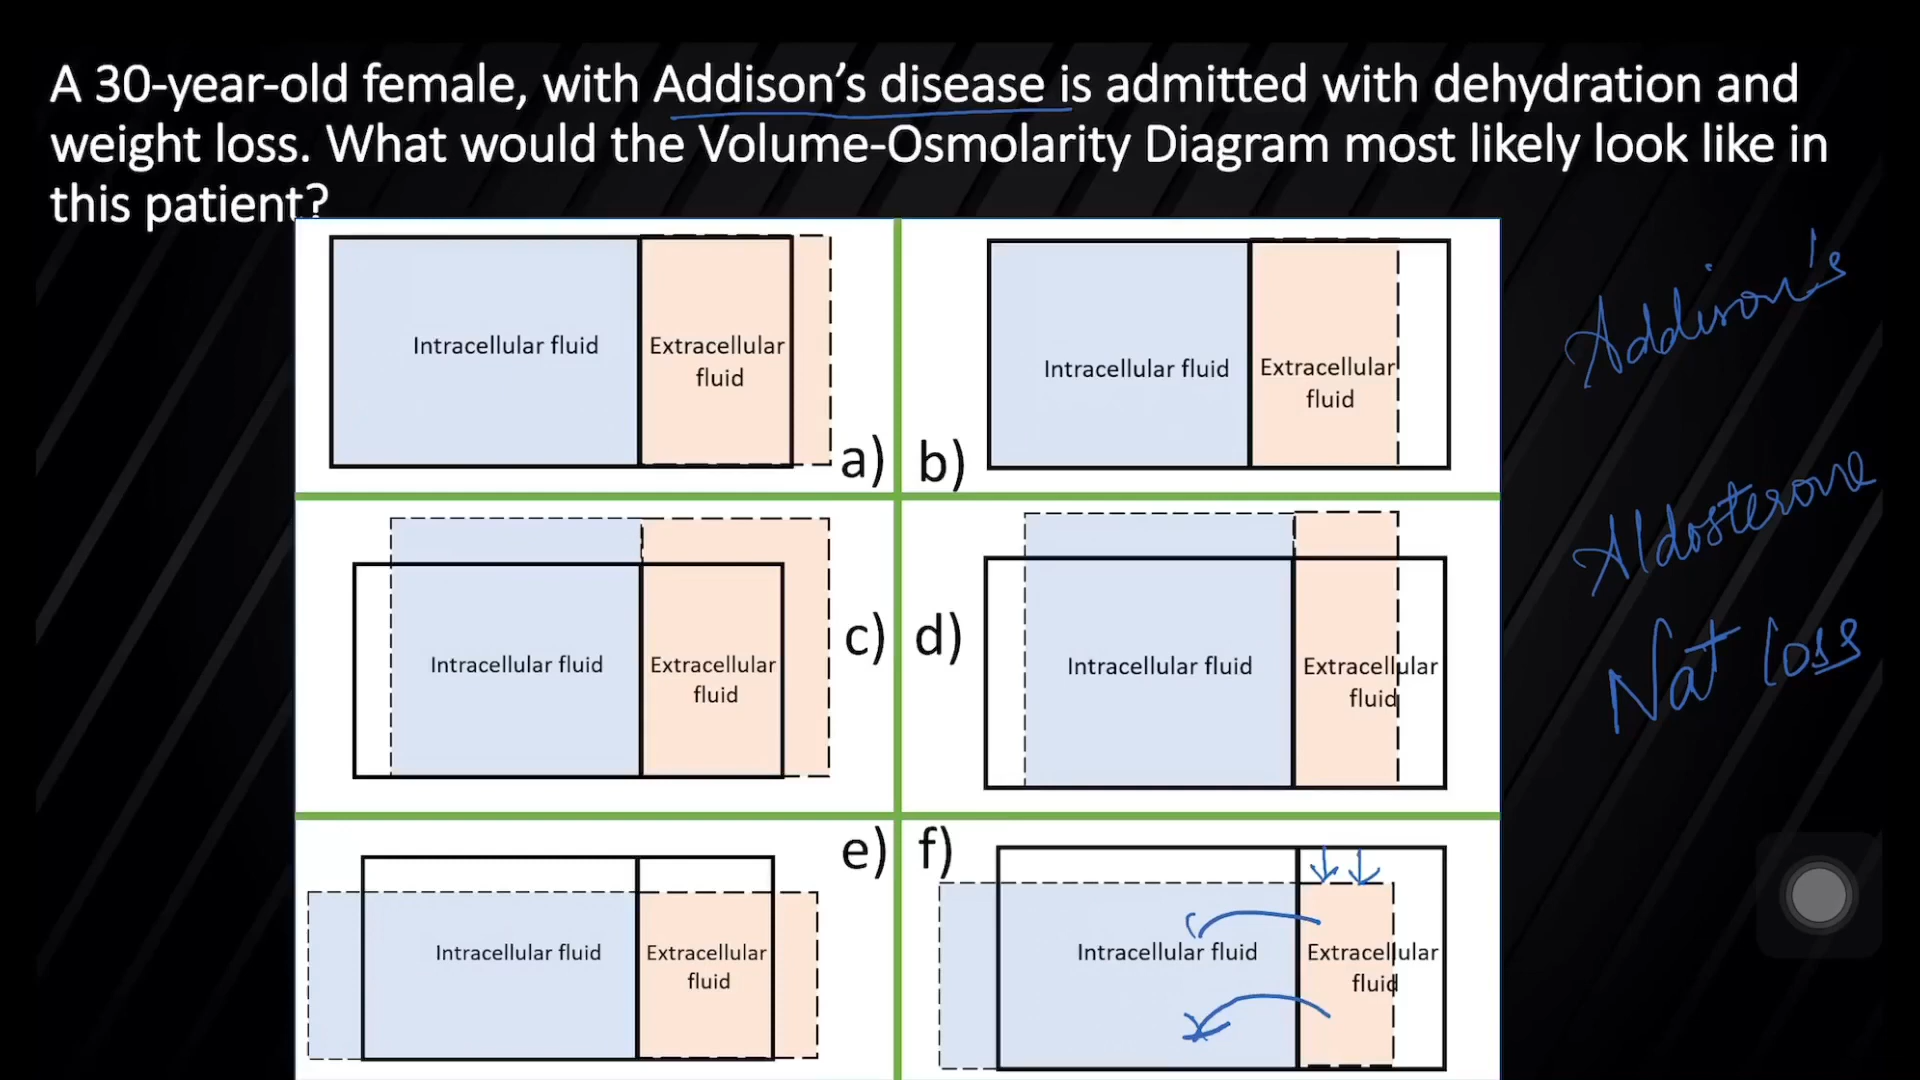 A 30-year-old female, with Addison’s disease is admitted with dehydration and
weight loss. What would the Volume-Osmolarity Diagram most likely look like in
this patient?
Intracellular fluid
Extracellular
fluid
a)
b)
Intracellular fluid
Extracellular
fluid
Addison's
Intracellular fluid
Extracellular
fluid
c)
d)
Intracellular fluid
Extracellular
fluid
Aldosterone
Na+ loss
e)
Intracellular fluid
Extracellular
fluid
f)
Intracellular fluid
Extracellular
fluid